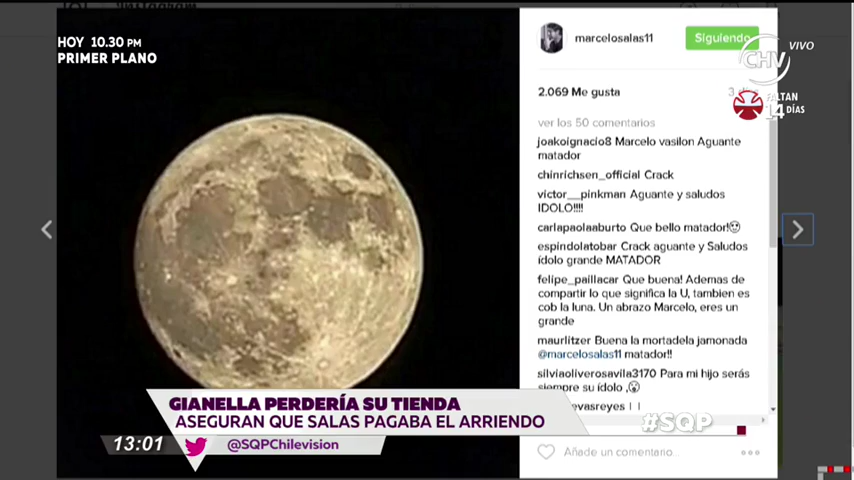 HOY 10.30 PM
PRIMER PLANO
marcelosalas11
Siguiendo
CHV
VIVO
FALTAN
14 DÍAS
2.069 Me gusta
ver los 50 comentarios
joakoignacio8 Marcelo vasilon Aguante
matador
chinrichsen_official Crack
victor__pinkman Aguante y saludos
IDOLO!!!!
carlapaolaaburto Que bello matador!
espindolatobar Crack aguante y Saludos
ídolo grande MATADOR
felipe_paillacar Que buena! Ademas de
compartir lo que significa la U, tambien es
cob la luna. Un abrazo Marcelo, eres un
grande
maurlitzer Buena la mortadela jamonada
@marcelosalas11 matador!!
silviaoliverosavila3170 Para mi hijo serás
siempre su ídolo ,
GIANELLA PERDERÍA SU TIENDA
ASEGURAN QUE SALAS PAGABA EL ARRIENDO
#SQP
13:01
@SQPChilevision
Añade un comentario...